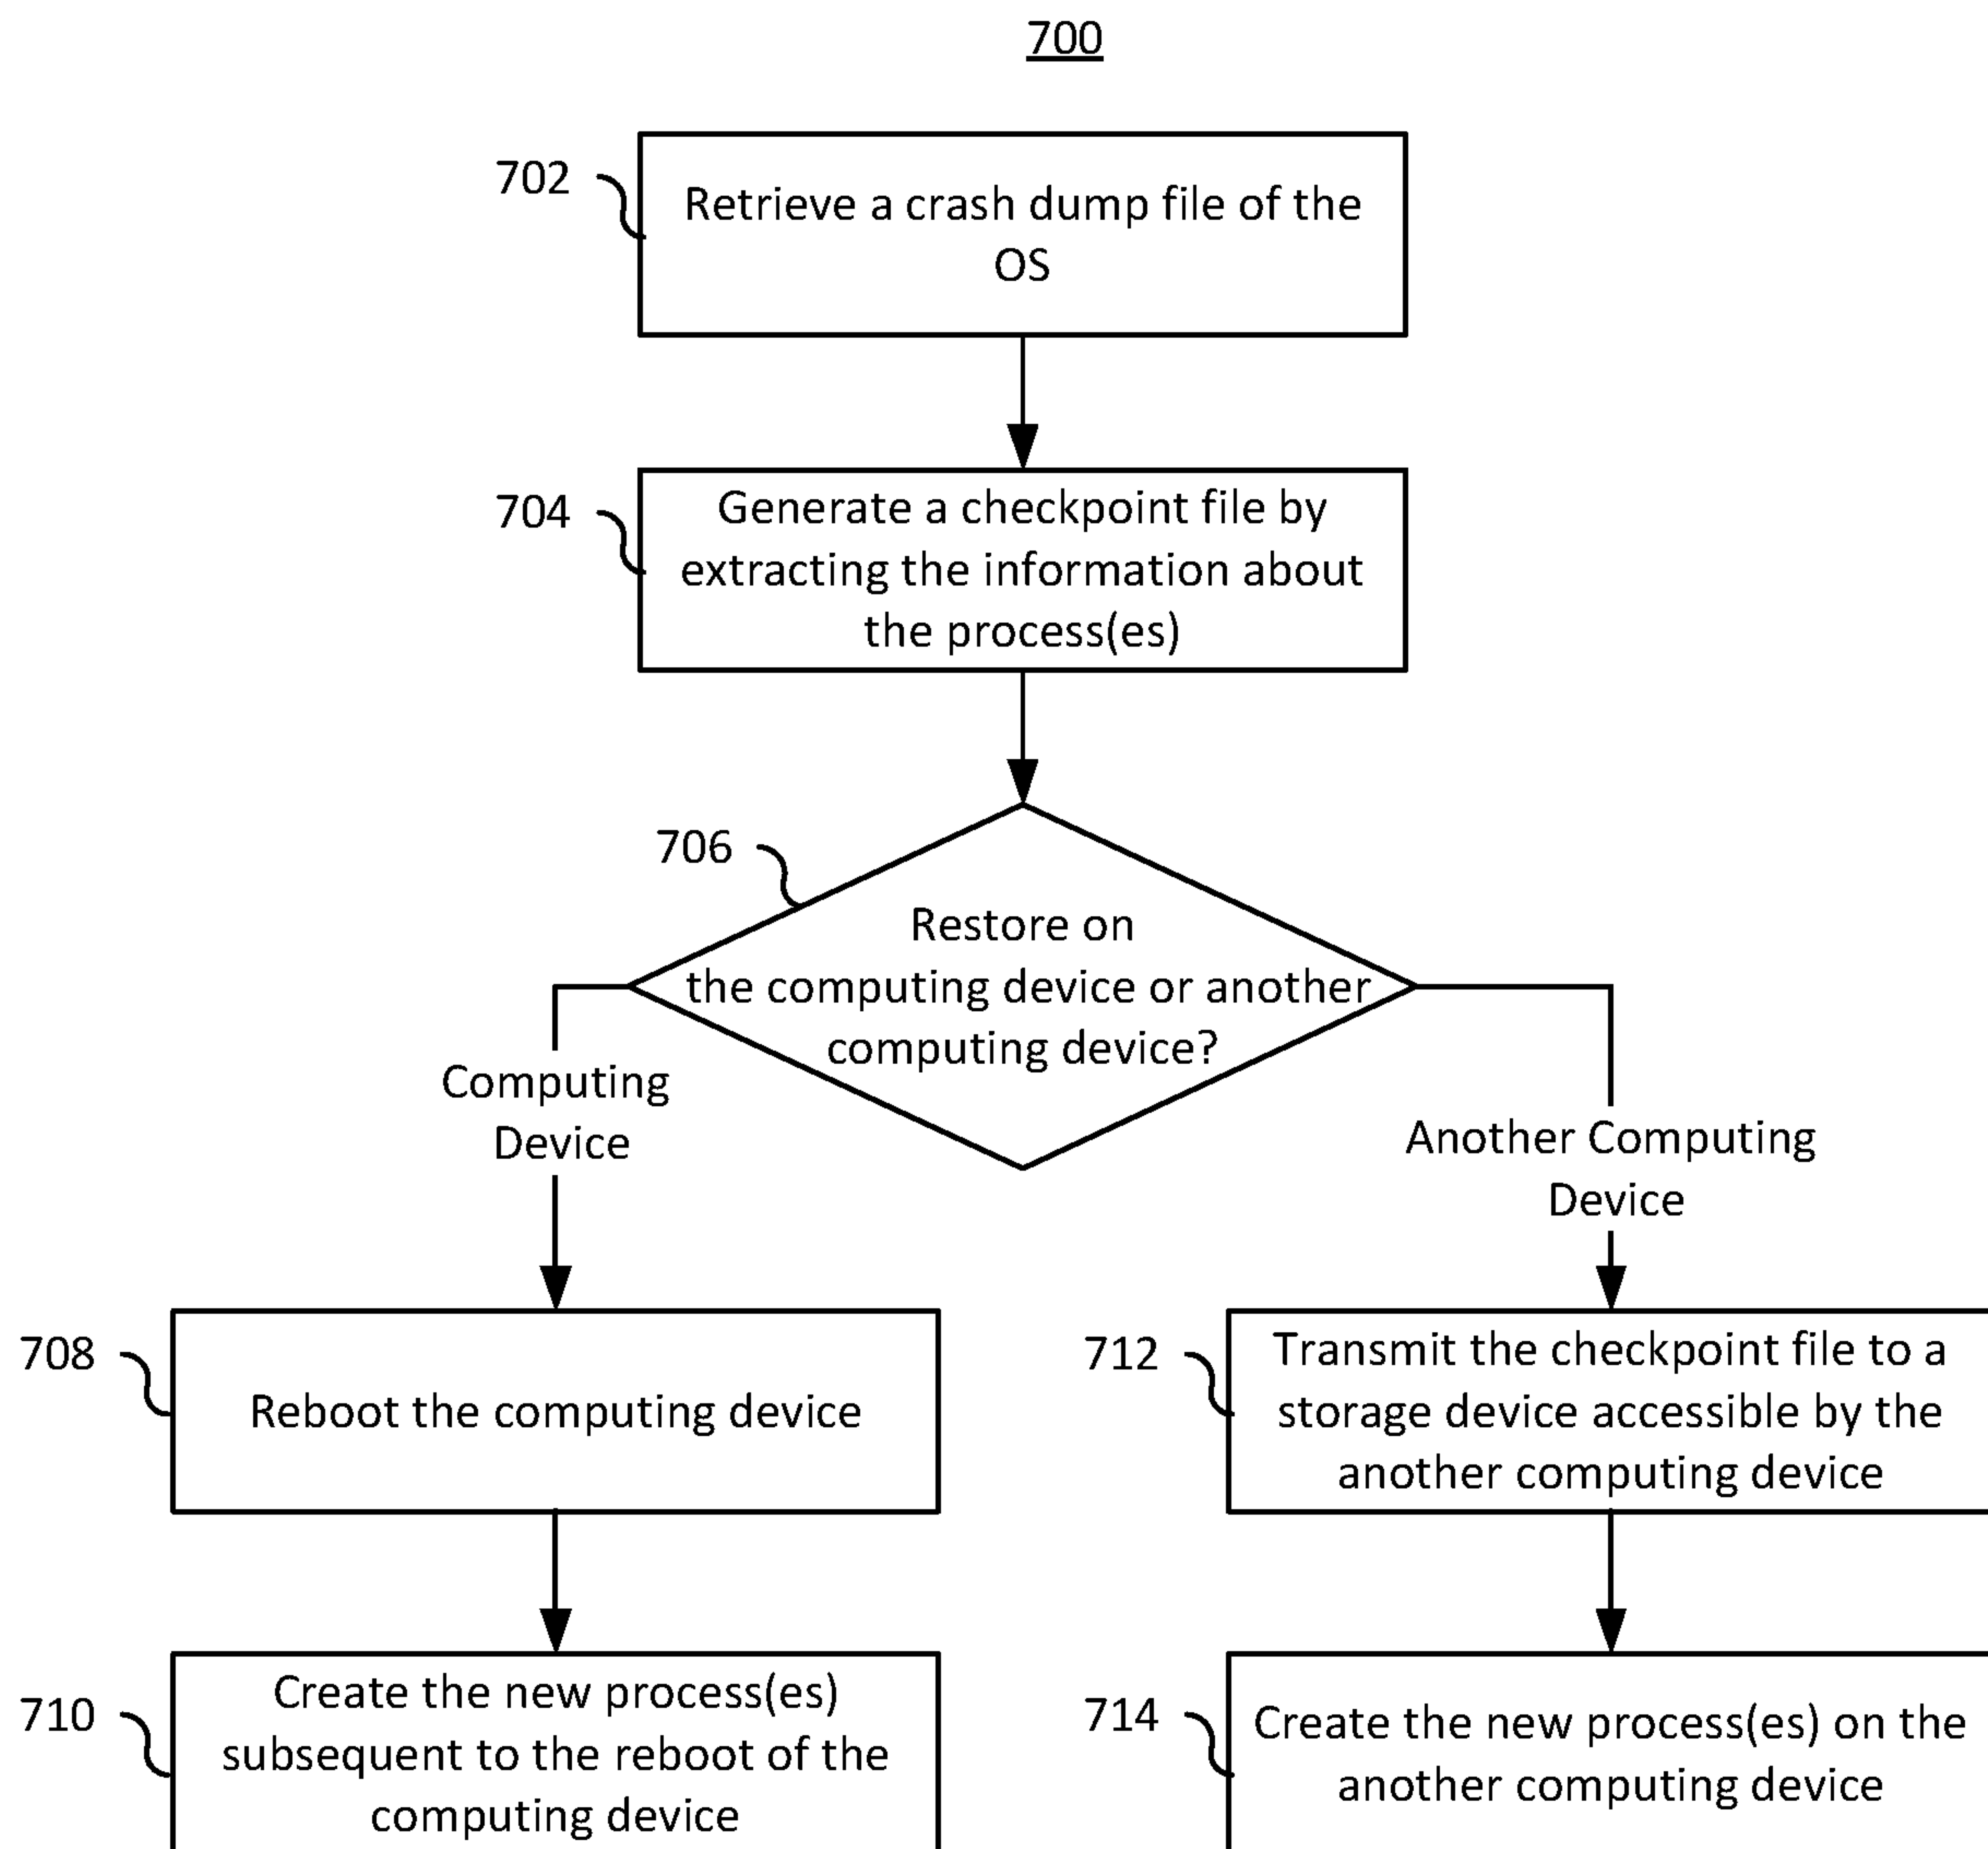 700
702
Retrieve a crash dump file of the
OS
704
Generate a checkpoint file by
extracting the information about
the process(es)
706
Restore on
the computing device or another
computing device?
Computing
Device
Another Computing
Device
708
Reboot the computing device
712
Transmit the checkpoint file to a
storage device accessible by the
another computing device
710
Create the new process(es)
subsequent to the reboot of the
computing device
714
Create the new process(es) on the
another computing device